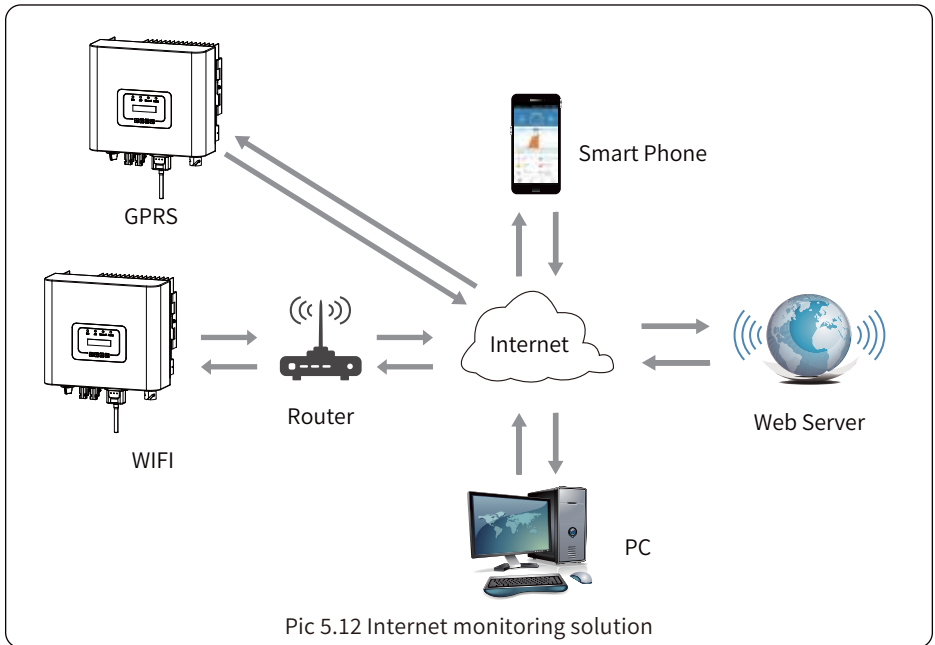 Smart Phone
GPRS
Internet
Router
Web Server
WIFI
PC
Pic 5.12 Internet monitoring solution